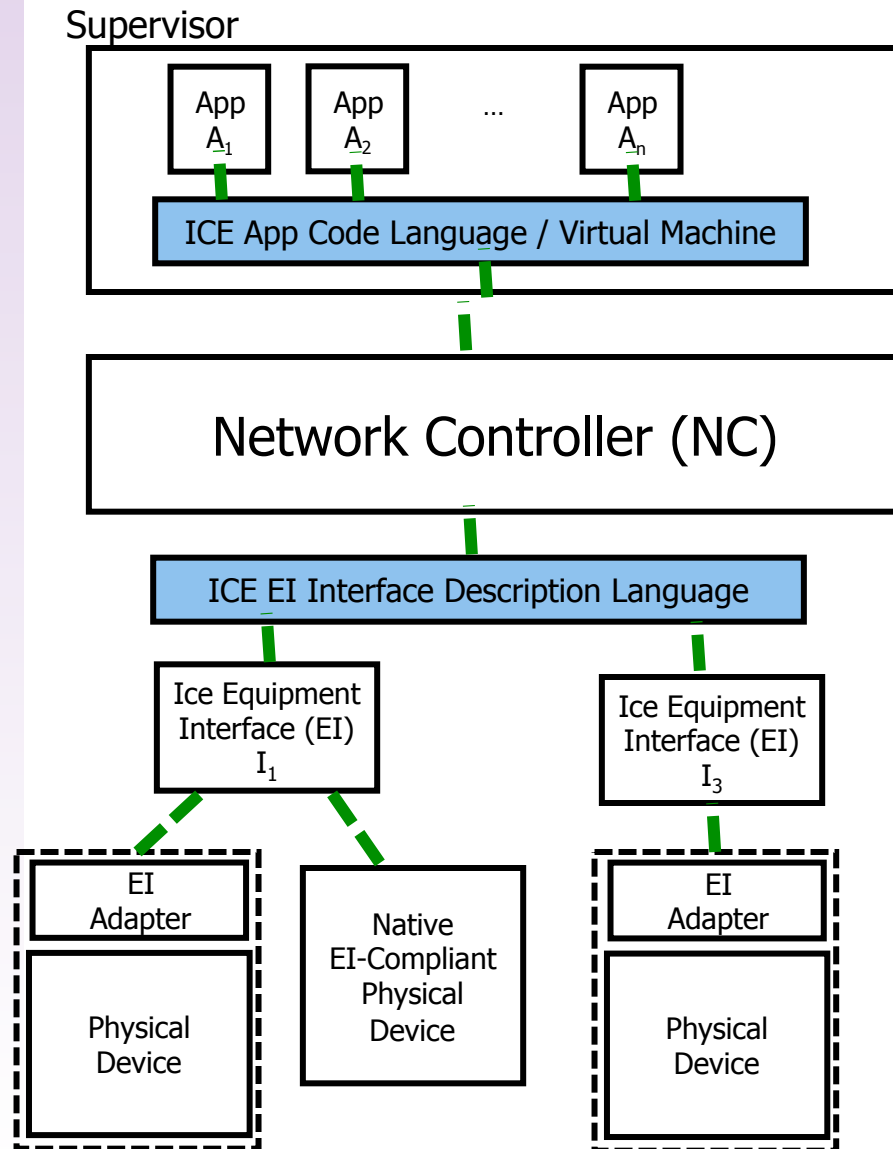 Supervisor
App
A1
App
A2
...
App
An
ICE App Code Language / Virtual Machine
Network Controller (NC)
ICE EI Interface Description Language
Ice Equipment
Interface (EI)
I1
Ice Equipment
Interface (EI)
I3
EI
Adapter
Physical
Device
Native
EI-Compliant
Physical
Device
EI
Adapter
Physical
Device